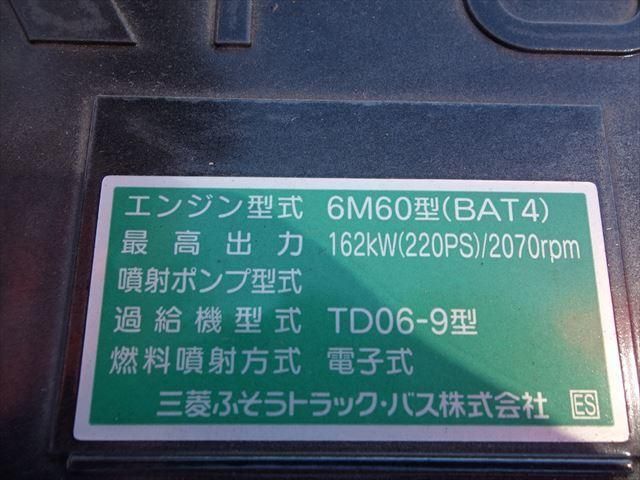 エンジン型式 6M60型(BAT4)
最高出力 162kW(220PS)/2070rpm
噴射ポンプ型式
過給機型式 TD06-9型
燃料噴射方式 電子式
三菱ふそうトラック・バス株式会社 ES